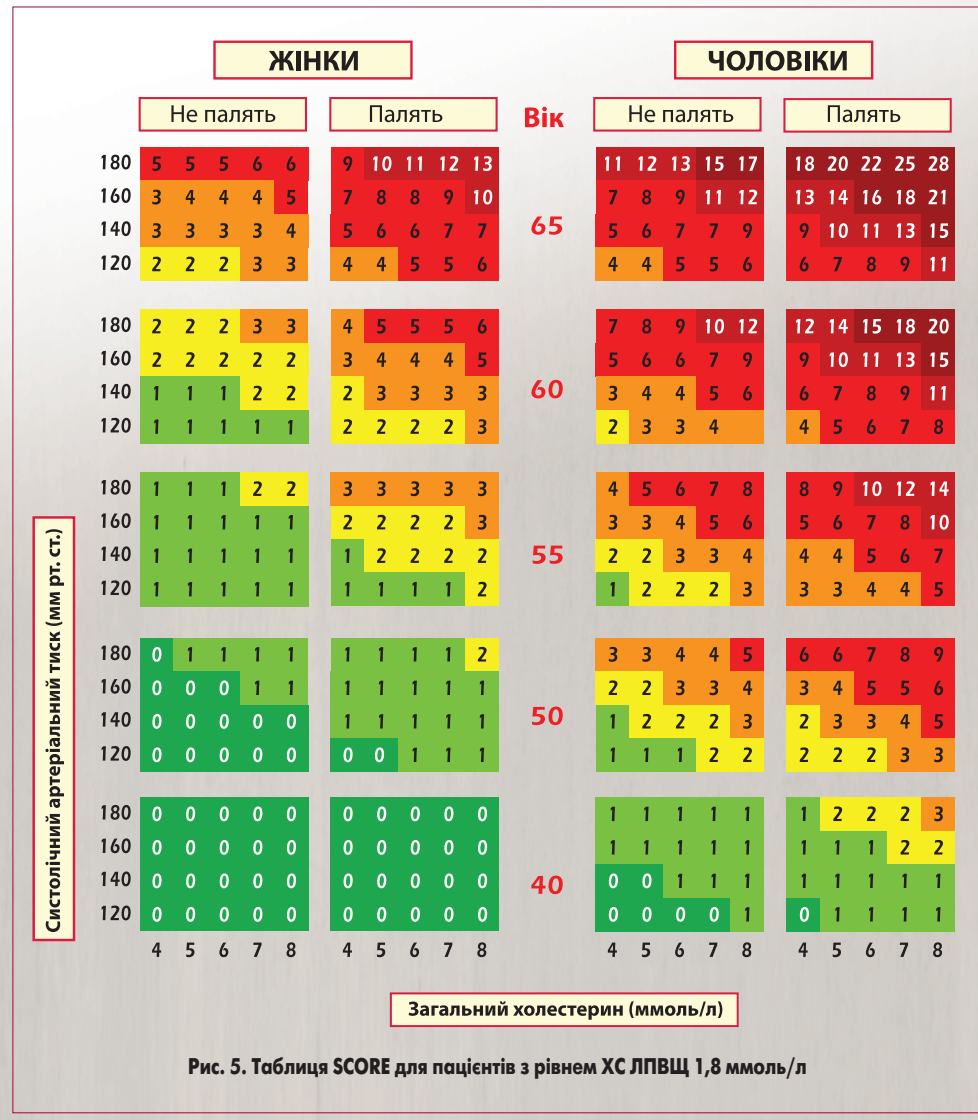 ЖІНКИ ЧОЛОВІКИ
Не палять Палять Вік Не палять Палять
180 5 5 5 6 6 9 10 11 12 13 11 12 13 15 17 18 20 22 25 28
160 3 4 4 4 5 7 8 8 9 10 7 8 9 11 12 13 14 16 18 21
65
140 3 3 3 3 4 5 6 6 7 7 5 6 7 7 9 9 10 11 13 15
120 2 2 2 3 3 4 4 5 5 6 4 4 5 5 6 6 7 8 9 11
180 2 2 2 3 3 4 5 5 5 6 7 8 9 10 12 12 14 15 18 20
160 2 2 2 2 2 3 4 4 4 5 5 6 6 7 9 9 10 11 13 15
60
140 1 1 1 2 2 2 3 3 3 3 3 4 4 5 6 6 7 8 9 11
120 1 1 1 1 1 2 2 2 2 3 2 3 3 4 4 5 6 7 8
180 1 1 1 2 2 3 3 3 3 3 4 5 6 7 8 8 9 10 12 14
160 1 1 1 1 1 2 2 2 2 3 3 3 4 5 6 5 6 7 8 10
55
140 1 1 1 1 1 1 2 2 2 2 2 2 3 3 4 4 4 5 6 7
120 1 1 1 1 1 1 1 1 1 2 1 2 2 2 3 3 3 4 4 5
180 0 1 1 1 1 1 1 1 1 2 3 3 4 4 5 6 6 7 8 9
160 0 0 0 1 1 1 1 1 1 1 2 2 3 3 4 3 4 5 5 6
50
140 0 0 0 0 0 1 1 1 1 1 1 2 2 2 3 2 3 3 4 5
120 0 0 0 0 0 0 0 1 1 1 1 1 1 2 2 2 2 2 3 3
180 0 0 0 0 0 0 0 0 0 0 1 1 1 1 1 1 2 2 2 3
160 0 0 0 0 0 0 0 0 0 0 1 1 1 1 1 1 1 1 2 2
40
140 0 0 0 0 0 0 0 0 0 0 0 0 1 1 1 1 1 1 1 1
120 0 0 0 0 0 0 0 0 0 0 0 0 0 0 1 0 1 1 1 1
4 5 6 7 8 4 5 6 7 8 4 5 6 7 8 4 5 6 7 8
Систолічний артеріальний тиск (мм рт. ст.)
Загальний холестерин (ммоль/л)
Рис. 5. Таблиця SCORE для пацієнтів з рівнем ХС ЛПВЩ 1,8 ммоль/л